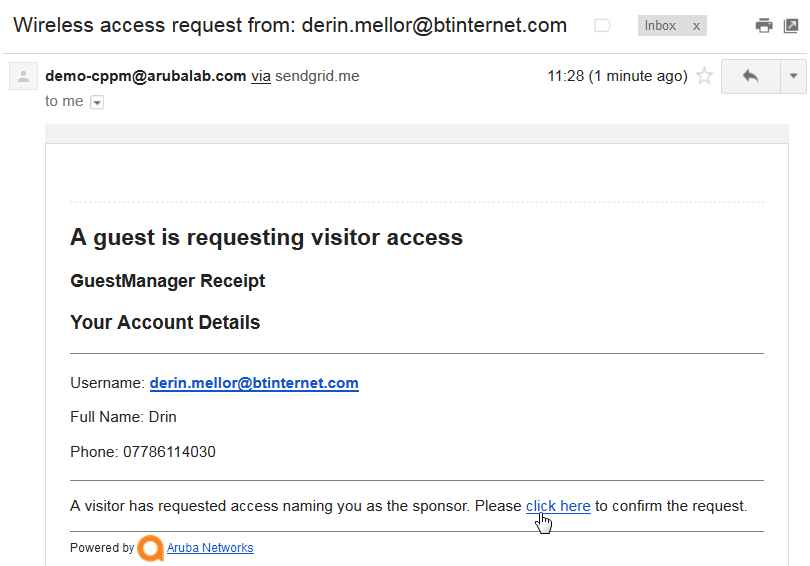 Wireless access request from: derin.mellor@btinternet.com Inbox x
demo-cppm@arubalab.com via sendgrid.me 11:28 (1 minute ago)
to me
A guest is requesting visitor access
GuestManager Receipt
Your Account Details
Username: derin.mellor@btinternet.com
Full Name: Drin
Phone: 07786114030
A visitor has requested access naming you as the sponsor. Please click here to confirm the request.
Powered by Aruba Networks